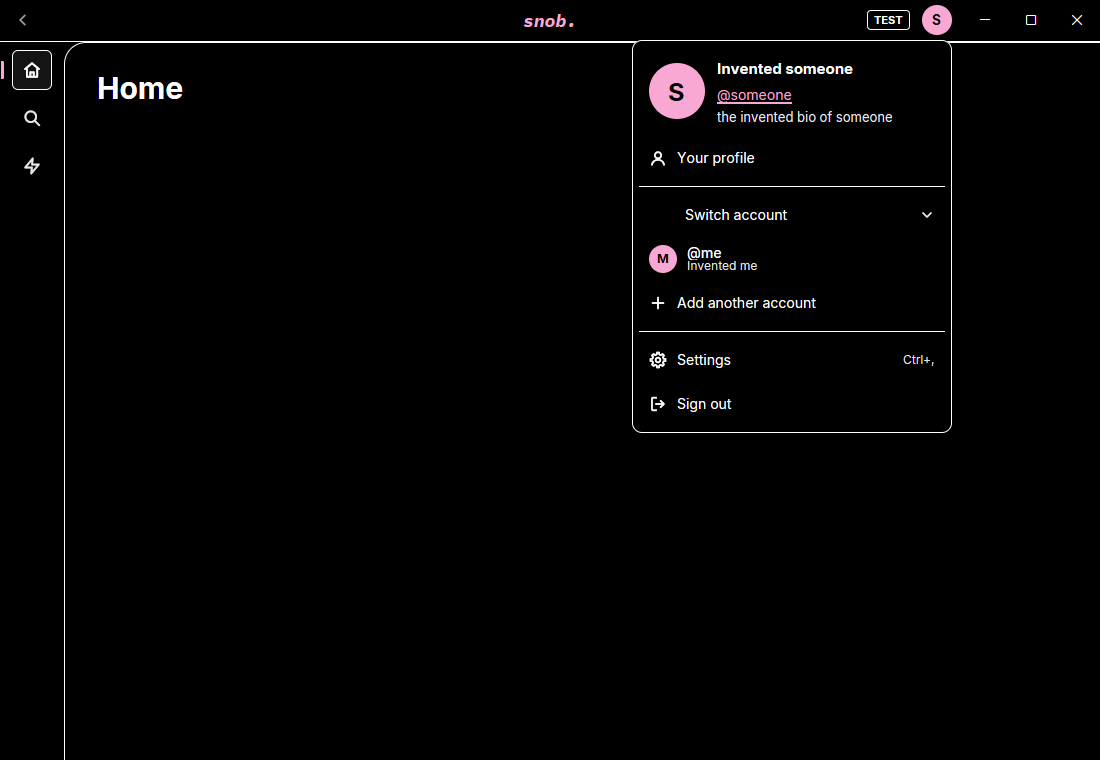 snob.
TEST
S
Home
S
Invented someone
@someone
the invented bio of someone
Your profile
Switch account
M
@me
Invented me
Add another account
Settings
Ctrl+,
Sign out